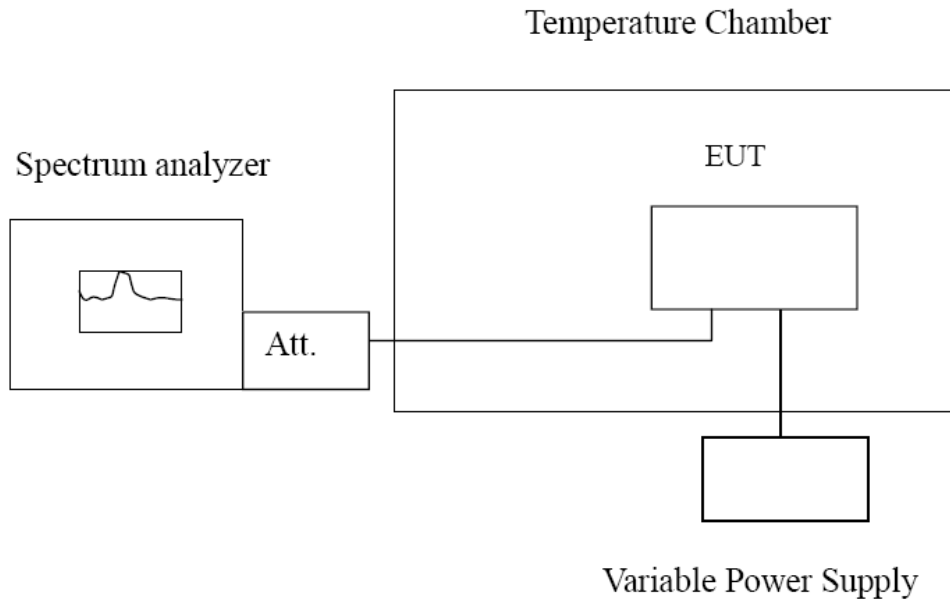 Temperature Chamber
Spectrum analyzer
EUT
Att.
Variable Power Supply